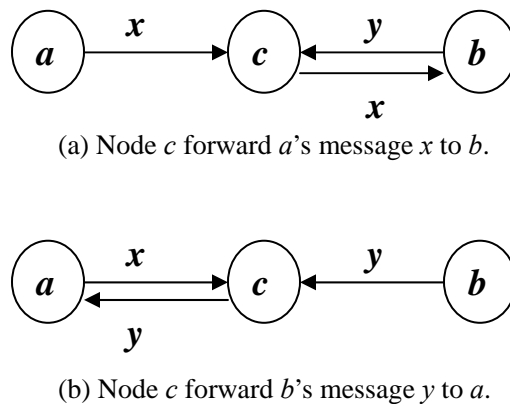 x y
a c b
x
(a) Node c forward a's message x to b.
x y
a c b
y
(b) Node c forward b's message y to a.